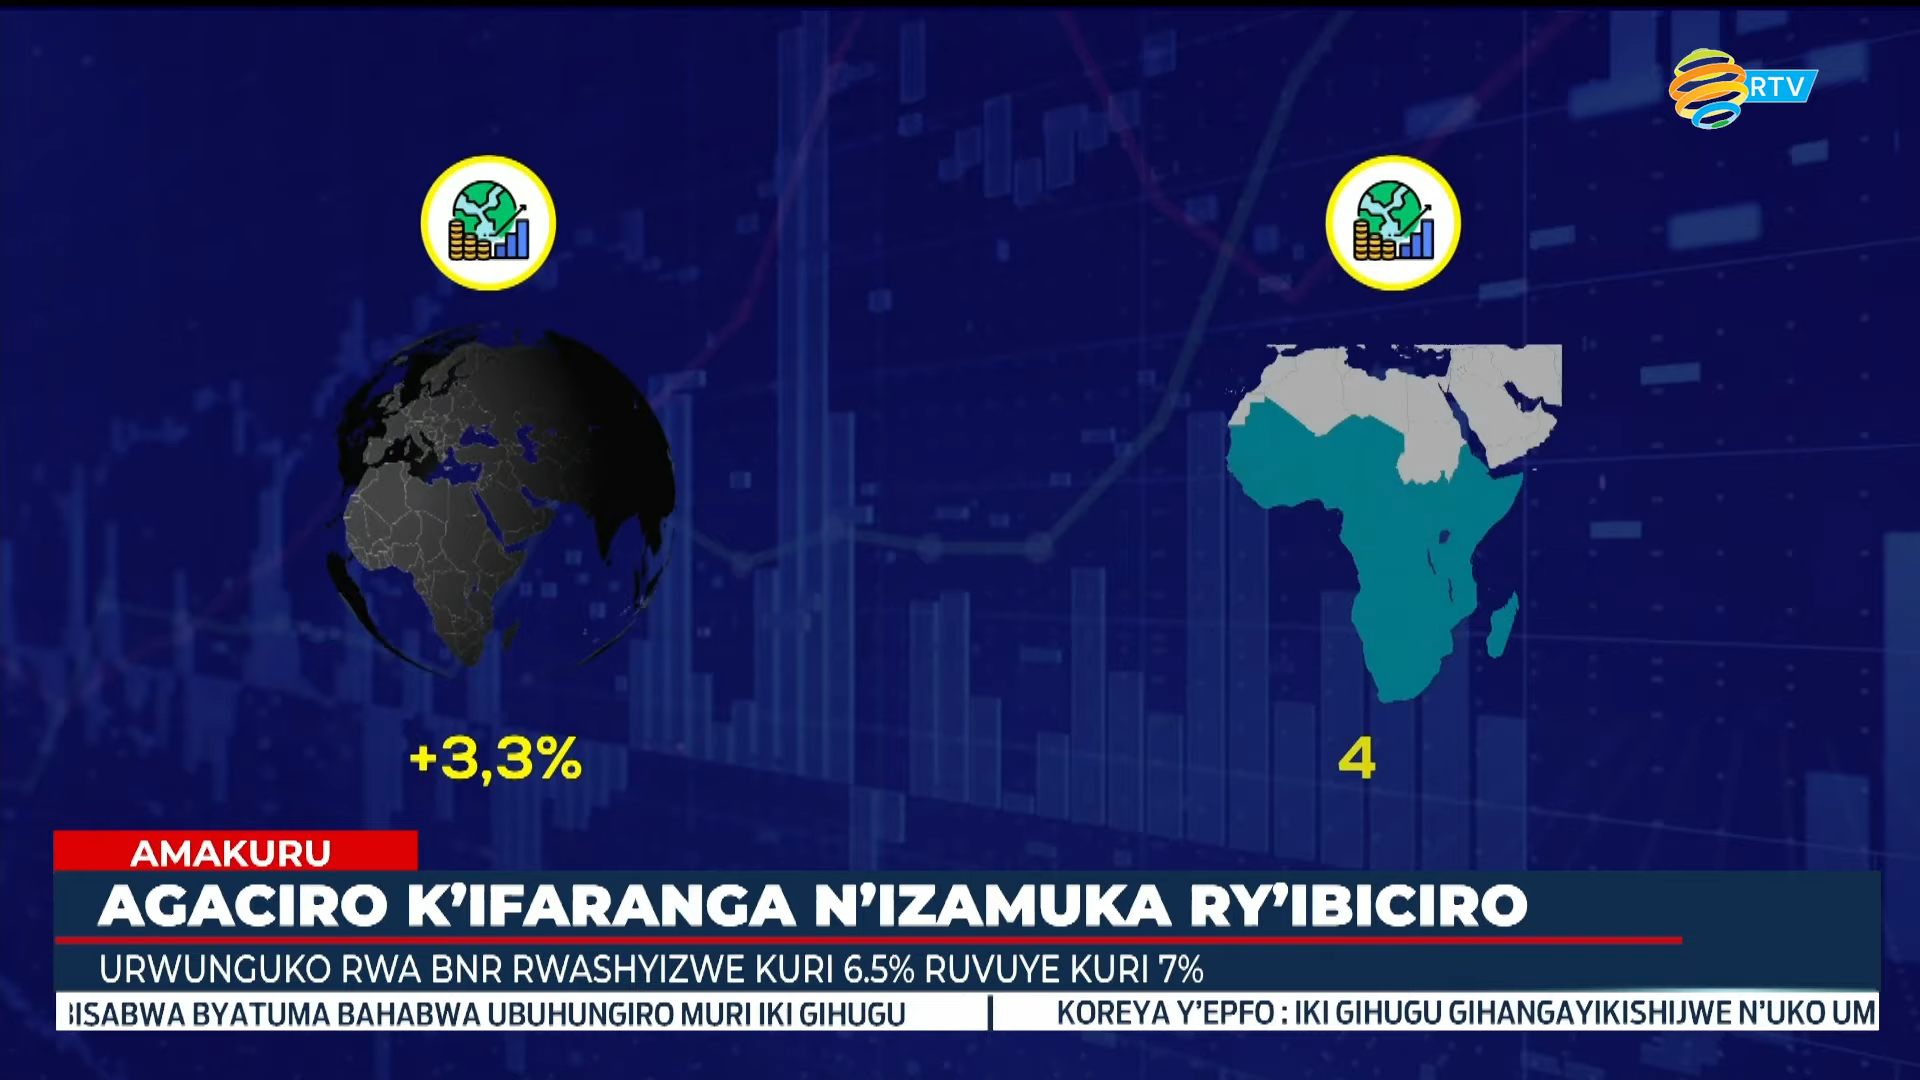 RTV
+3,3%
4
AMAKURU
AGACIRO K'IFARANGA N'IZAMUKA RY'IBICIRO
URWUNGUKO RWA BNR RWASHYIZWE KURI 6.5% RUVUYE KURI 7%
BYATUMA BAHABWA UBUHUNGIRO MURI IKI GIHUGU | KOREYA Y'EPFO : IKI GIHUGU GIHANGAYIKISHIJWE N'UKO UM